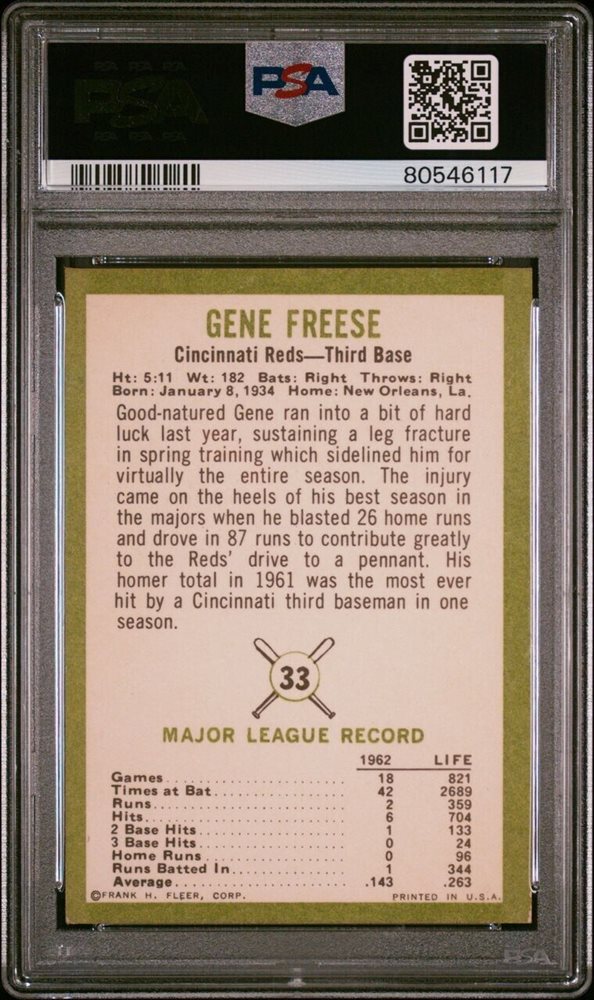 PSA
80546117
GENE FREESE
Cincinnati Reds—Third Base
Ht: 5:11 Wt: 182 Bats: Right Throws: Right
Born: January 8, 1934 Home: New Orleans, La.
Good-natured Gene ran into a bit of hard
luck last year, sustaining a leg fracture
in spring training which sidelined him for
virtually the entire season. The injury
came on the heels of his best season in
the majors when he blasted 26 home runs
and drove in 87 runs to contribute greatly
to the Reds' drive to a pennant. His
homer total in 1961 was the most ever
hit by a Cincinnati third baseman in one
season.
33
MAJOR LEAGUE RECORD
1962 LIFE
Games 18 821
Times at Bat 42 2689
Runs 2 359
Hits 6 704
2 Base Hits 1 133
3 Base Hits 0 24
Home Runs 0 96
Runs Batted In 1 344
Average .143 .263
©FRANK H. FLEER, CORP. PRINTED IN U.S.A.
PSA